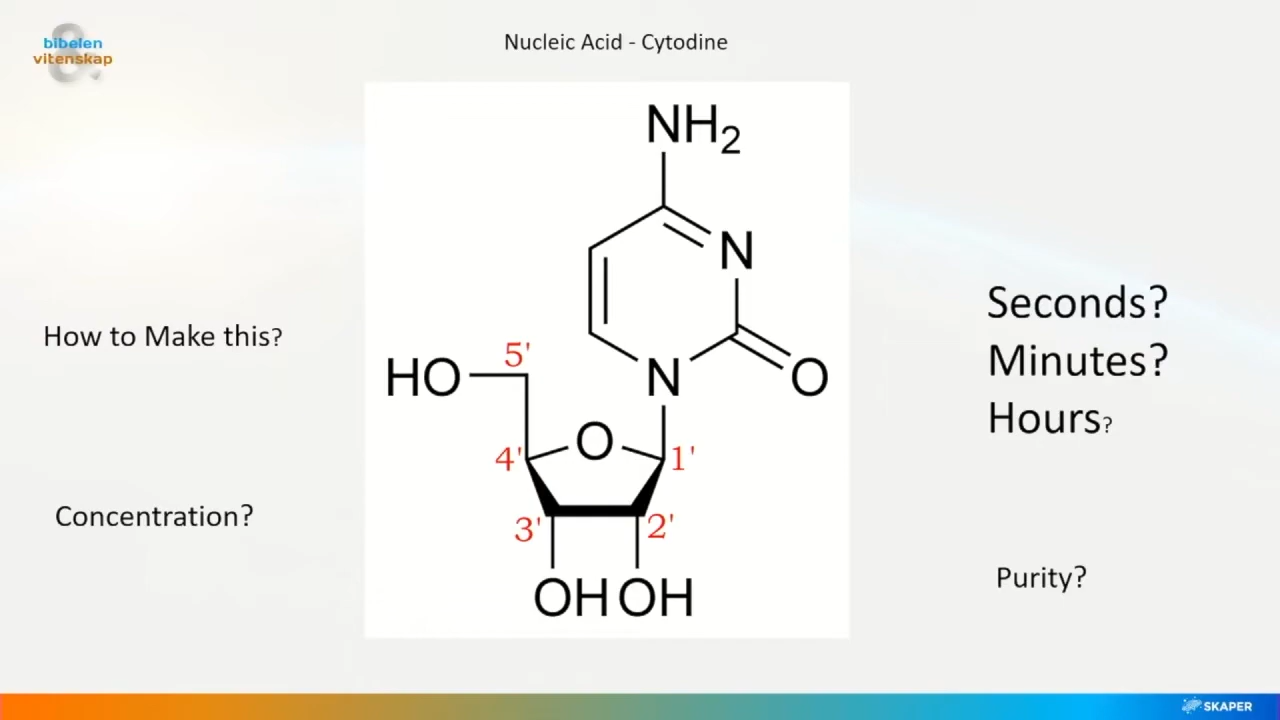 bibelen
&
vitenskap
Nucleic Acid - Cytodine
NH2
N
Seconds?
How to Make this?
Minutes?
5'
HO
N
O
Hours?
O
4'
1'
Concentration?
3'
2'
Purity?
OH OH
SKAPER